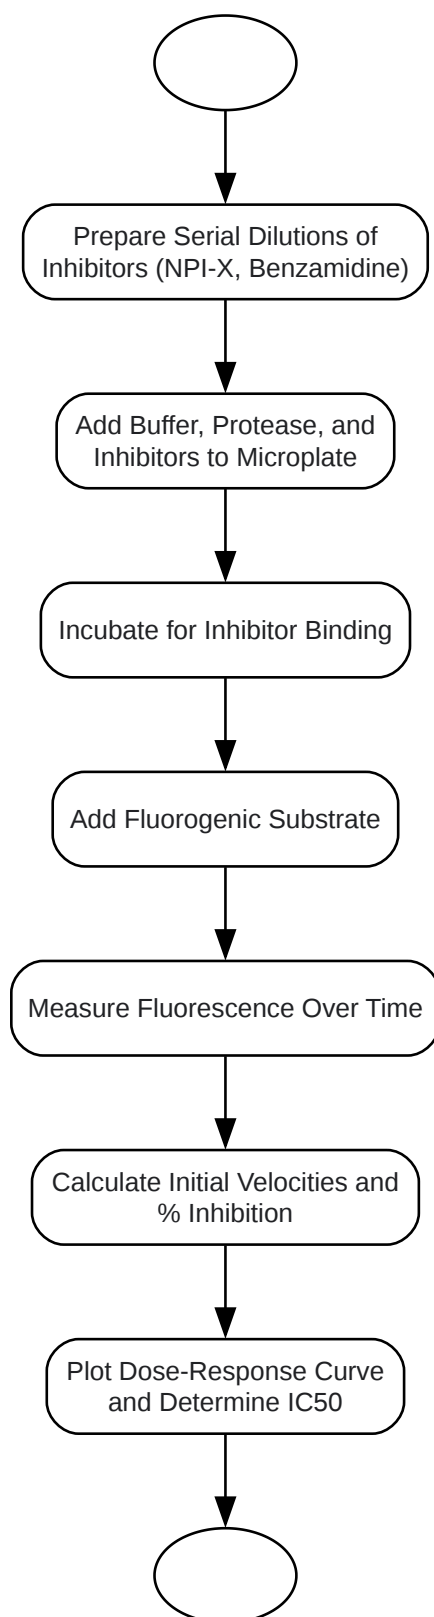 Prepare Serial Dilutions of
Inhibitors (NPI-X, Benzamidine)
Add Buffer, Protease, and
Inhibitors to Microplate
Incubate for Inhibitor Binding
Add Fluorogenic Substrate
Measure Fluorescence Over Time
Calculate Initial Velocities and
% Inhibition
Plot Dose-Response Curve
and Determine IC50